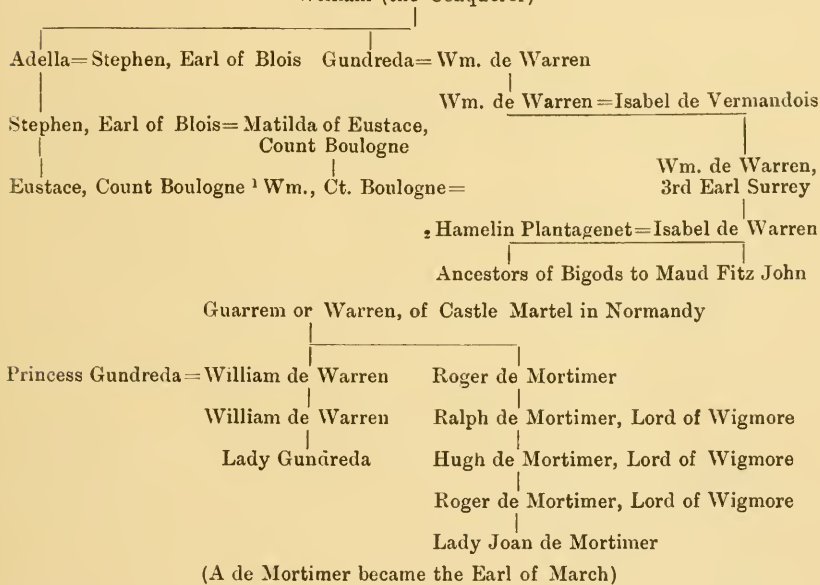 Adella=Stephen, Earl of Blois Gundreda=Wm. de Warren
Wm. de Warren=Isabel de Vermandois
Stephen, Earl of Blois=Matilda of Eustace,
Count Boulogne
Wm. de Warren,
Eustace, Count Boulogne ¹ Wm., Ct. Boulogne= 3rd Earl Surrey
₂ Hamelin Plantagenet=Isabel de Warren
Ancestors of Bigods to Maud Fitz John
Guarrem or Warren, of Castle Martel in Normandy
Princess Gundreda=William de Warren Roger de Mortimer
William de Warren Ralph de Mortimer, Lord of Wigmore
Lady Gundreda Hugh de Mortimer, Lord of Wigmore
Roger de Mortimer, Lord of Wigmore
Lady Joan de Mortimer
(A de Mortimer became the Earl of March)